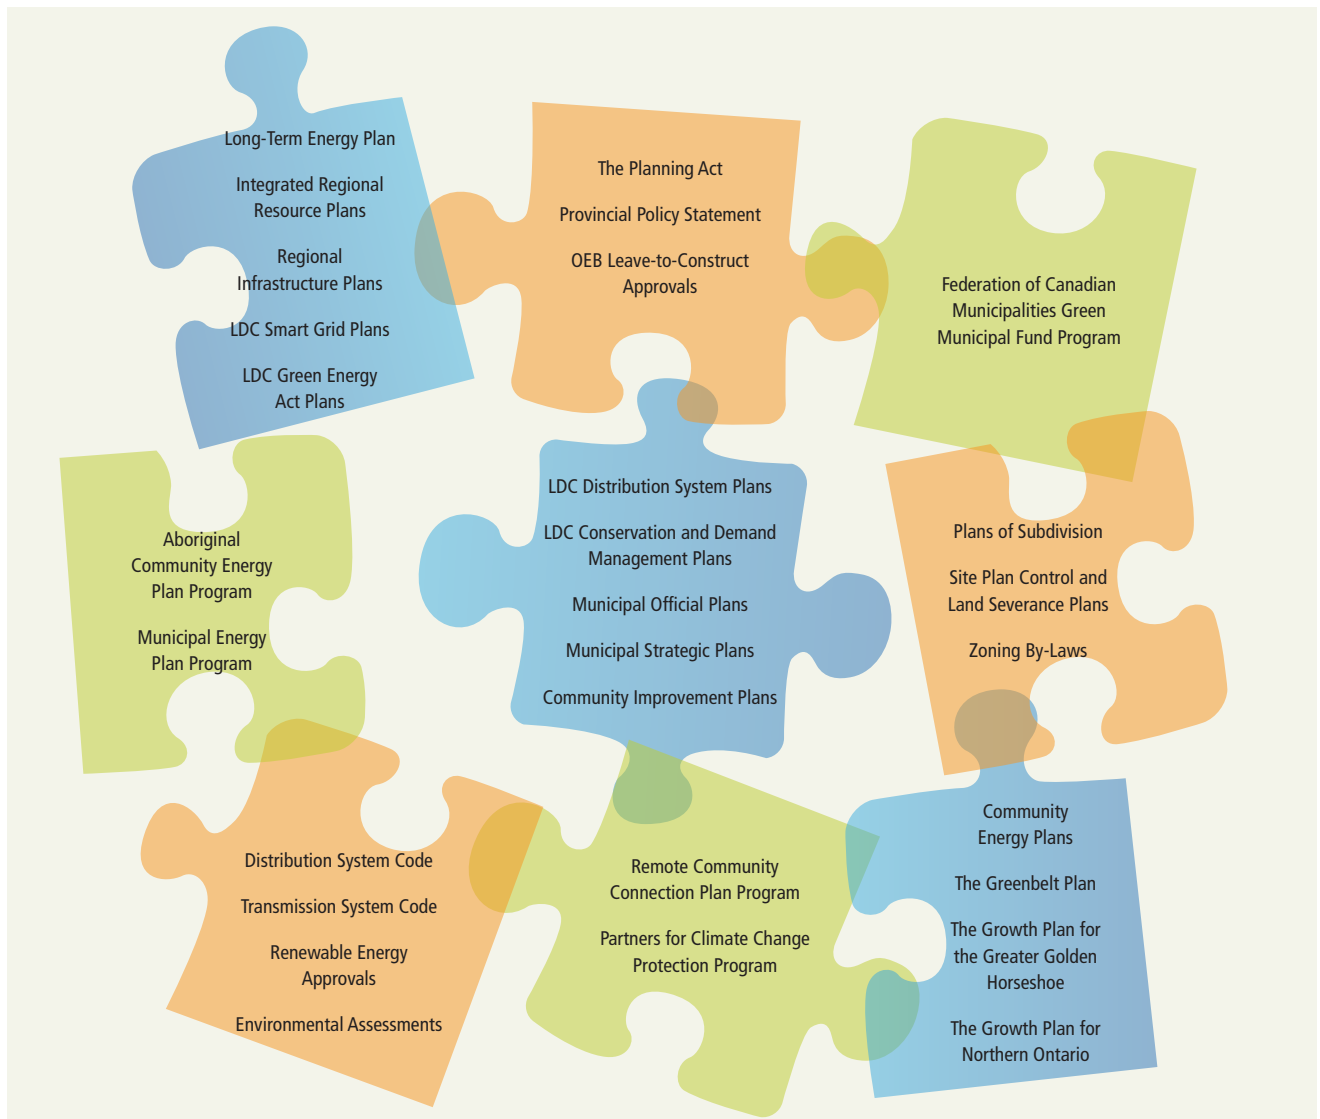 Long-Term Energy Plan
Integrated Regional
Resource Plans
Regional
Infrastructure Plans
LDC Smart Grid Plans
LDC Green Energy
Act Plans
The Planning Act
Provincial Policy Statement
OEB Leave-to-Construct
Approvals
Federation of Canadian
Municipalities Green
Municipal Fund Program
Aboriginal
Community Energy
Plan Program
Municipal Energy
Plan Program
LDC Distribution System Plans
LDC Conservation and Demand
Management Plans
Municipal Official Plans
Municipal Strategic Plans
Community Improvement Plans
Plans of Subdivision
Site Plan Control and
Land Severance Plans
Zoning By-Laws
Distribution System Code
Transmission System Code
Renewable Energy
Approvals
Environmental Assessments
Remote Community
Connection Plan Program
Partners for Climate Change
Protection Program
Community
Energy Plans
The Greenbelt Plan
The Growth Plan for
the Greater Golden
Horseshoe
The Growth Plan for
Northern Ontario